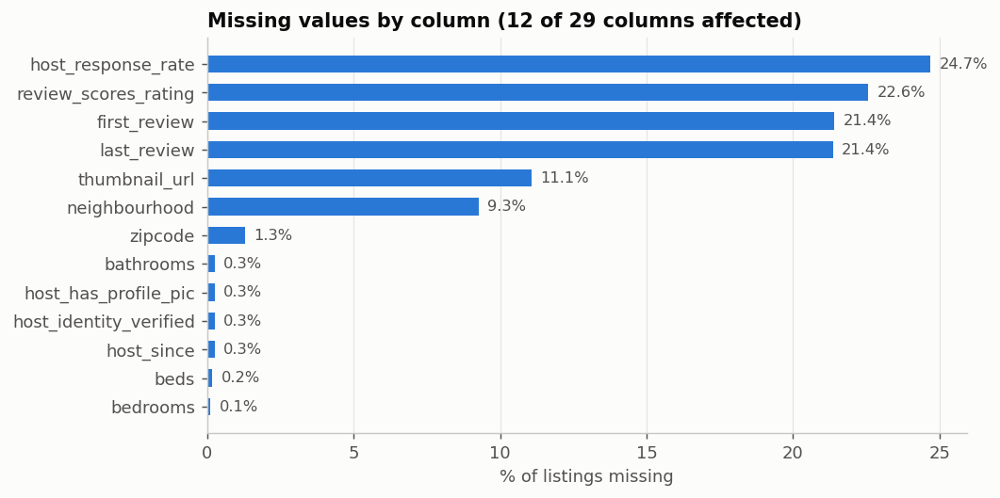 Missing values by column (12 of 29 columns affected)
host_response_rate 24.7%
review_scores_rating 22.6%
first_review 21.4%
last_review 21.4%
thumbnail_url 11.1%
neighbourhood 9.3%
zipcode 1.3%
bathrooms 0.3%
host_has_profile_pic 0.3%
host_identity_verified 0.3%
host_since 0.3%
beds 0.2%
bedrooms 0.1%
0 5 10 15 20 25
% of listings missing